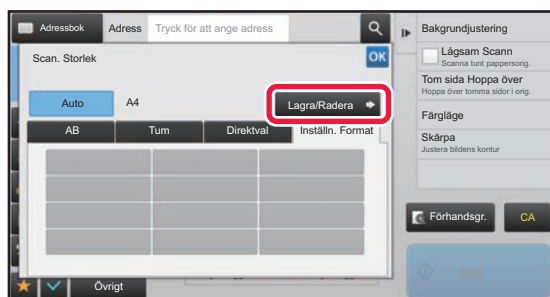 Adressbok
Adress
Tryck för att ange adress
Scan. Storlek
OK
Auto
A4
Lagra/Radera
AB
Tum
Direktval
Inställn. Format
Övrigt
Bakgrundjustering
Lågsam Scann
Scanna tunt pappersorig.
Tom sida Hoppa över
Hoppa över tomma sidor i orig.
Färgläge
Skärpa
Justera bildens kontur
Förhandsgr.
CA
Start